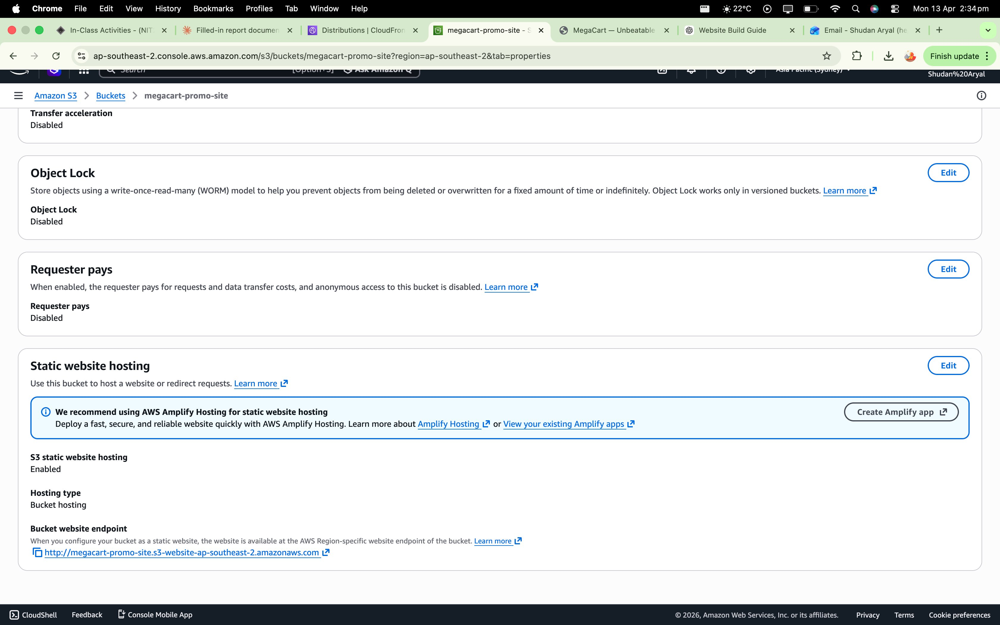 Chrome File Edit View History Bookmarks Profiles Tab Window Help 22°C Mon 13 Apr 2:34 pm
In-Class Activities - (NIT In Filled-in report documen Distributions | CloudFron megacart-promo-site - S MegaCart — Unbeatable Website Build Guide Email - Shudan Aryal (he
ap-southeast-2.console.aws.amazon.com/s3/buckets/megacart-promo-site?region=ap-southeast-2&tab=properties Finish update
Search [Option+S] Ask Amazon Q Asia Pacific (Sydney)
Shudan%20Aryal
Amazon S3 Buckets megacart-promo-site
Transfer acceleration
Disabled
Object Lock Edit
Store objects using a write-once-read-many (WORM) model to help you prevent objects from being deleted or overwritten for a fixed amount of time or indefinitely. Object Lock works only in versioned buckets. Learn more
Object Lock
Disabled
Requester pays Edit
When enabled, the requester pays for requests and data transfer costs, and anonymous access to this bucket is disabled. Learn more
Requester pays
Disabled
Static website hosting Edit
Use this bucket to host a website or redirect requests. Learn more
We recommend using AWS Amplify Hosting for static website hosting Create Amplify app
Deploy a fast, secure, and reliable website quickly with AWS Amplify Hosting. Learn more about Amplify Hosting or View your existing Amplify apps
S3 static website hosting
Enabled
Hosting type
Bucket hosting
Bucket website endpoint
When you configure your bucket as a static website, the website is available at the AWS Region-specific website endpoint of the bucket. Learn more
http://megacart-promo-site.s3-website-ap-southeast-2.amazonaws.com
CloudShell Feedback Console Mobile App © 2026, Amazon Web Services, Inc. or its affiliates. Privacy Terms Cookie preferences